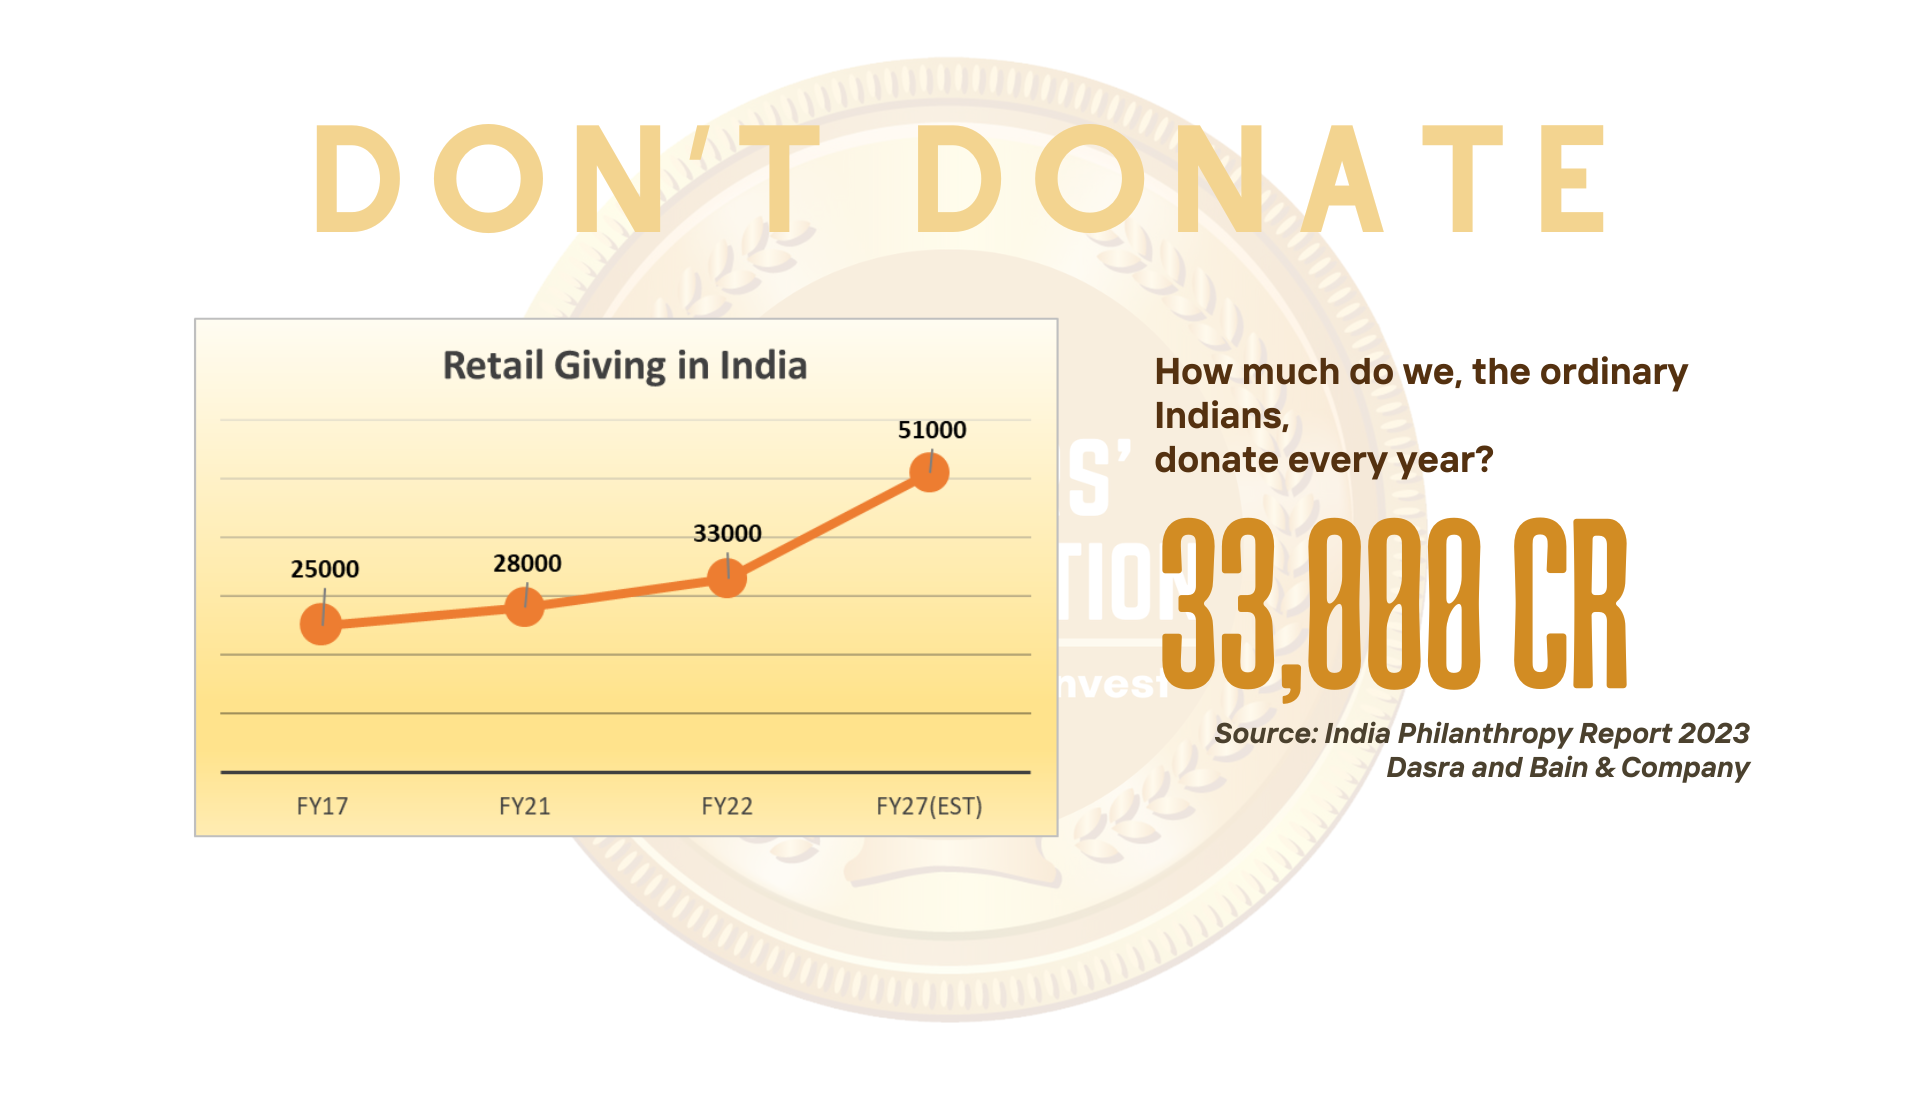 DON'T DONATE
Retail Giving in India
51000
33000
28000
25000
FY17 FY21 FY22 FY27(EST)
How much do we, the ordinary
Indians,
donate every year?
33,000 CR
Source: India Philanthropy Report 2023
Dasra and Bain & Company